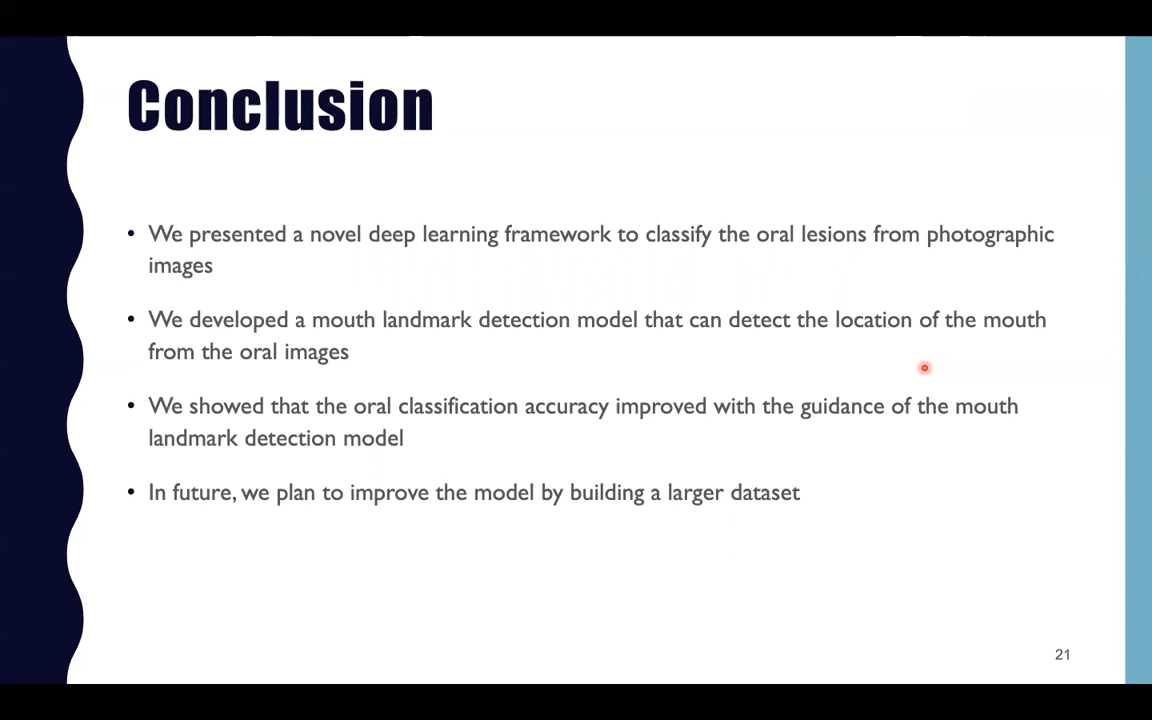 Conclusion
• We presented a novel deep learning framework to classify the oral lesions from photographic
images
• We developed a mouth landmark detection model that can detect the location of the mouth
from the oral images
• We showed that the oral classification accuracy improved with the guidance of the mouth
landmark detection model
• In future, we plan to improve the model by building a larger dataset
21